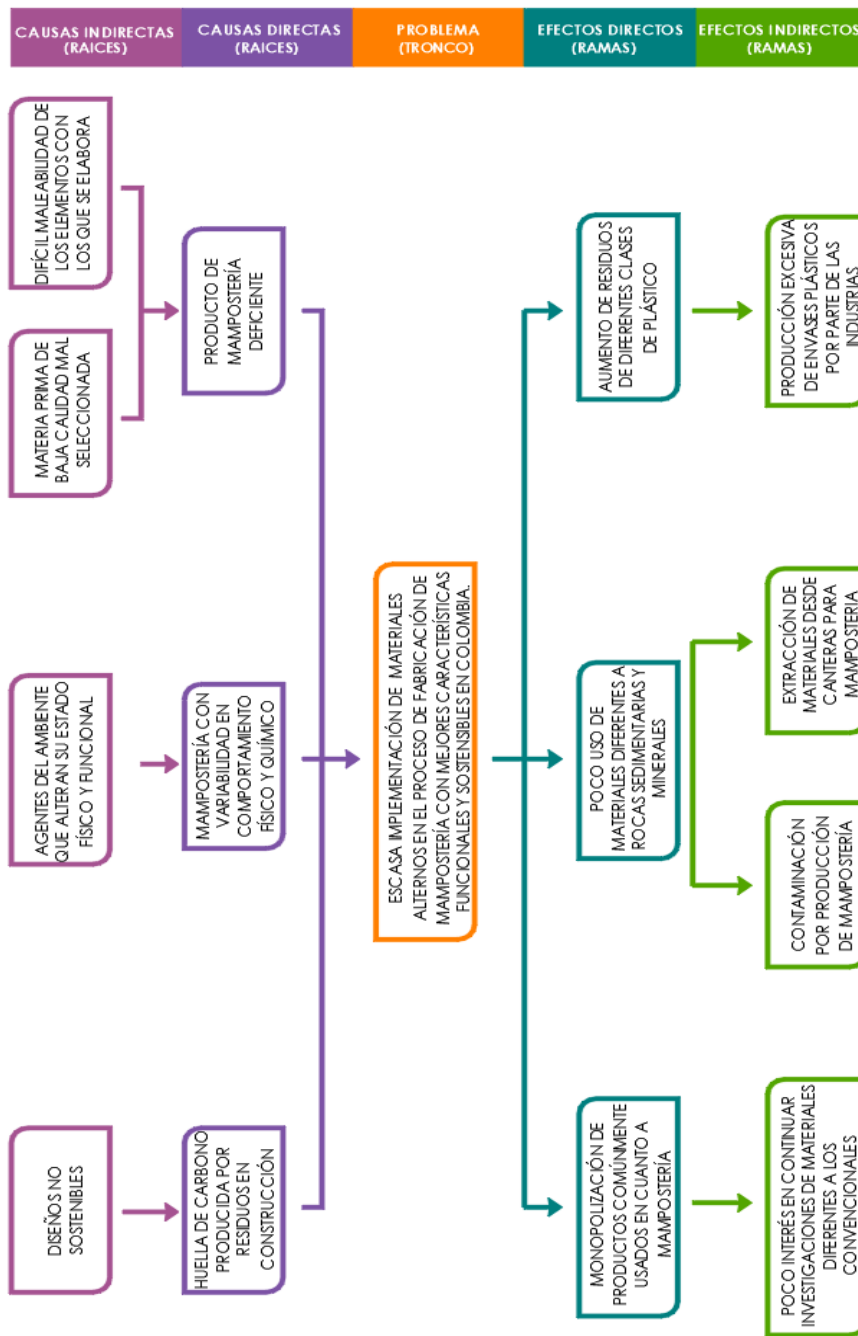 CAUSAS INDIRECTAS
(RAICES)
CAUSAS DIRECTAS
(RAICES)
PROBLEMA
(TRONCO)
EFECTOS DIRECTOS
(RAMAS)
EFECTOS INDIRECTOS
(RAMAS)
DISEÑOS NO
SOSTENIBLES
AGENTES DEL AMBIENTE
QUE ALTERAN SU ESTADO
FÍSICO Y FUNCIONAL
MATERIA PRIMA DE
BAJA CALIDAD MAL
SELECCIONADA
DIFÍCIL MALEABILIDAD DE
LOS ELEMENTOS CON
LOS QUE SE ELABORA
HUELLA DE CARBONO
PRODUCIDA POR
RESIDUOS EN
CONSTRUCCIÓN
MAMPOSTERÍA CON
VARIABILIDAD EN
COMPORTAMIENTO
FÍSICO Y QUÍMICO
PRODUCTO DE
MAMPOSTERÍA
DEFICIENTE
ESCASA IMPLEMENTACIÓN DE MATERIALES
ALTERNOS EN EL PROCESO DE FABRICACIÓN DE
MAMPOSTERÍA CON MEJORES CARACTERÍSTICAS
FUNCIONALES Y SOSTENIBLES EN COLOMBIA.
MONOPOLIZACIÓN DE
PRODUCTOS COMÚNMENTE
USADOS EN CUANTO A
MAMPOSTERÍA
POCO USO DE
MATERIALES DIFERENTES A
ROCAS SEDIMENTARIAS Y
MINERALES
AUMENTO DE RESIDUOS
DE DIFERENTES CLASES
DE PLÁSTICO
POCO INTERÉS EN CONTINUAR
INVESTIGACIONES DE MATERIALES
DIFERENTES A LOS
CONVENCIONALES
CONTAMINACIÓN
POR PRODUCCIÓN
DE MAMPOSTERÍA
EXTRACCIÓN DE
MATERIALES DESDE
CANTERAS PARA
MAMPOSTERIA
PRODUCCIÓN EXCESIVA
DE ENVASES PLÁSTICOS
POR PARTE DE LAS
INDUSTRIAS